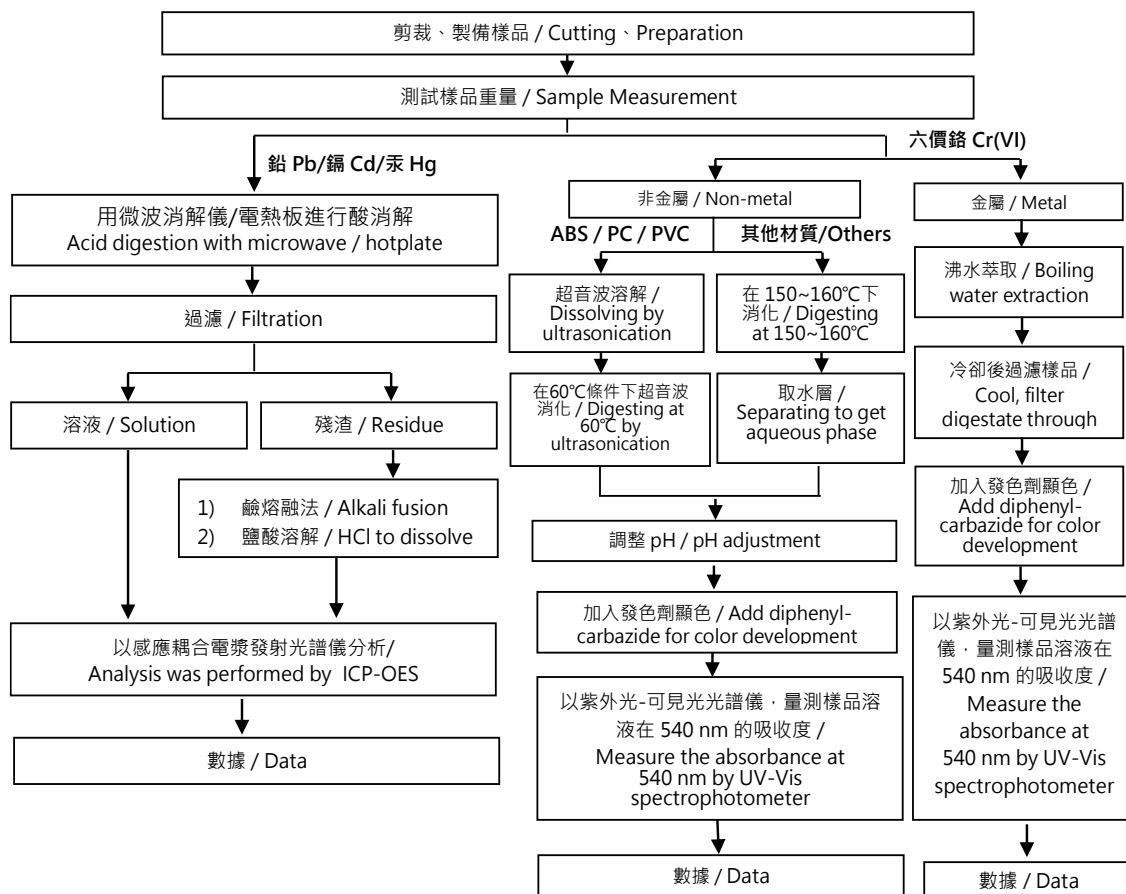 剪裁、製備樣品 / Cutting、Preparation
測試樣品重量 / Sample Measurement
鉛 Pb/鎘 Cd/汞 Hg
六價鉻 Cr(VI)
用微波消解儀/電熱板進行酸消解
Acid digestion with microwave / hotplate
過濾 / Filtration
溶液 / Solution
殘渣 / Residue
1) 鹼熔融法 / Alkali fusion
2) 鹽酸溶解 / HCl to dissolve
以感應耦合電漿發射光譜儀分析/
Analysis was performed by ICP-OES
數據 / Data
非金屬 / Non-metal
ABS / PC / PVC
其他材質/Others
超音波溶解 /
Dissolving by
ultrasonication
在 150~160℃下
消化 / Digesting
at 150~160℃
在60℃條件下超音波
消化 / Digesting at
60℃ by
ultrasonication
取水層 /
Separating to get
aqueous phase
調整 pH / pH adjustment
加入發色劑顯色 / Add diphenyl-
carbazide for color development
以紫外光-可見光光譜儀，量測樣品溶
液在 540 nm 的吸收度 /
Measure the absorbance at
540 nm by UV-Vis
spectrophotometer
數據 / Data
金屬 / Metal
沸水萃取 / Boiling
water extraction
冷卻後過濾樣品 /
Cool, filter
digestate through
加入發色劑顯色 /
Add diphenyl-
carbazide for color
development
以紫外光-可見光光譜
儀，量測樣品溶液在
540 nm 的吸收度 /
Measure the
absorbance at
540 nm by UV-Vis
spectrophotometer
數據 / Data